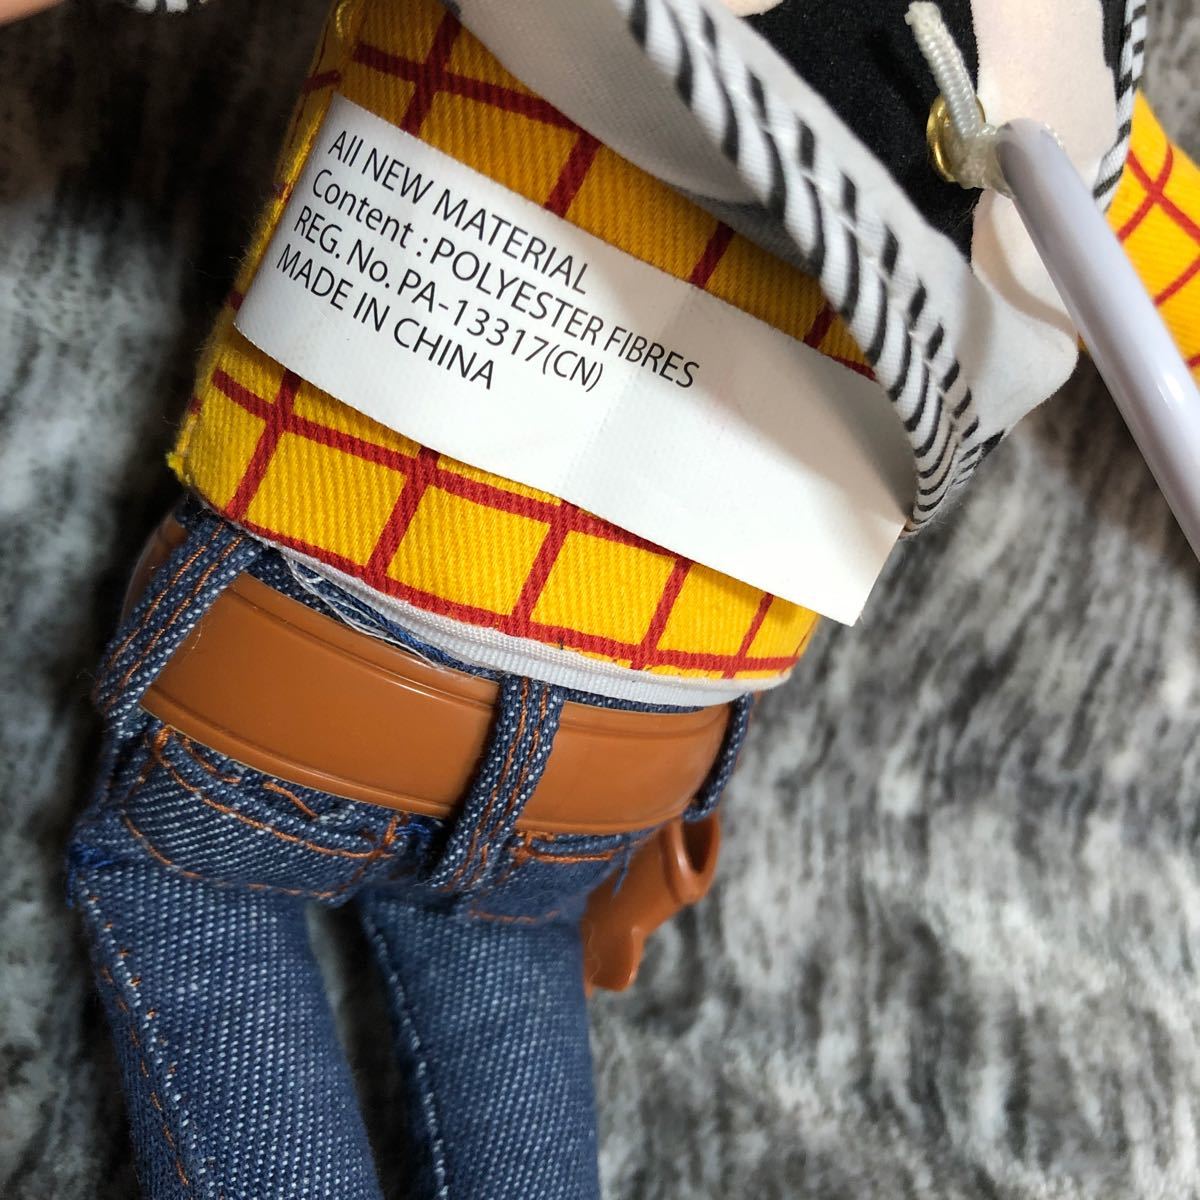 All NEW MATERIAL
Content : POLYESTER FIBRES
REG. No. PA-13317(CN)
MADE IN CHINA